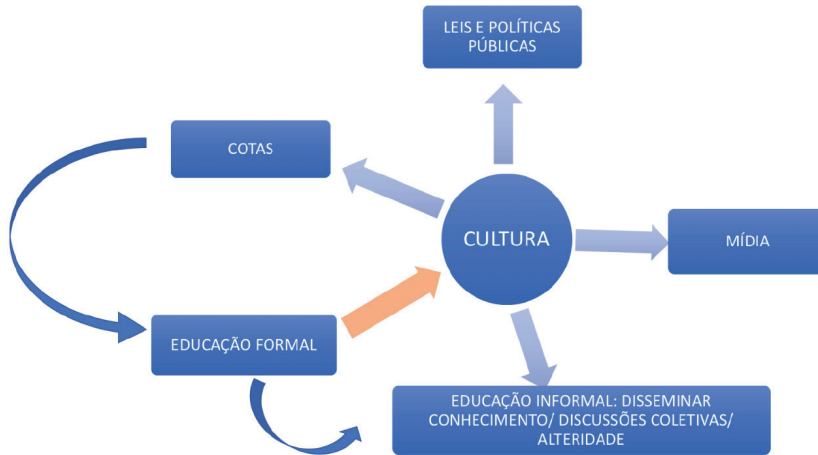 LEIS E POLÍTICAS
PÚBLICAS
COTAS
CULTURA
MÍDIA
EDUCAÇÃO FORMAL
EDUCAÇÃO INFORMAL: DISSEMINAR
CONHECIMENTO/ DISCUSSÕES COLETIVAS/
ALTERIDADE